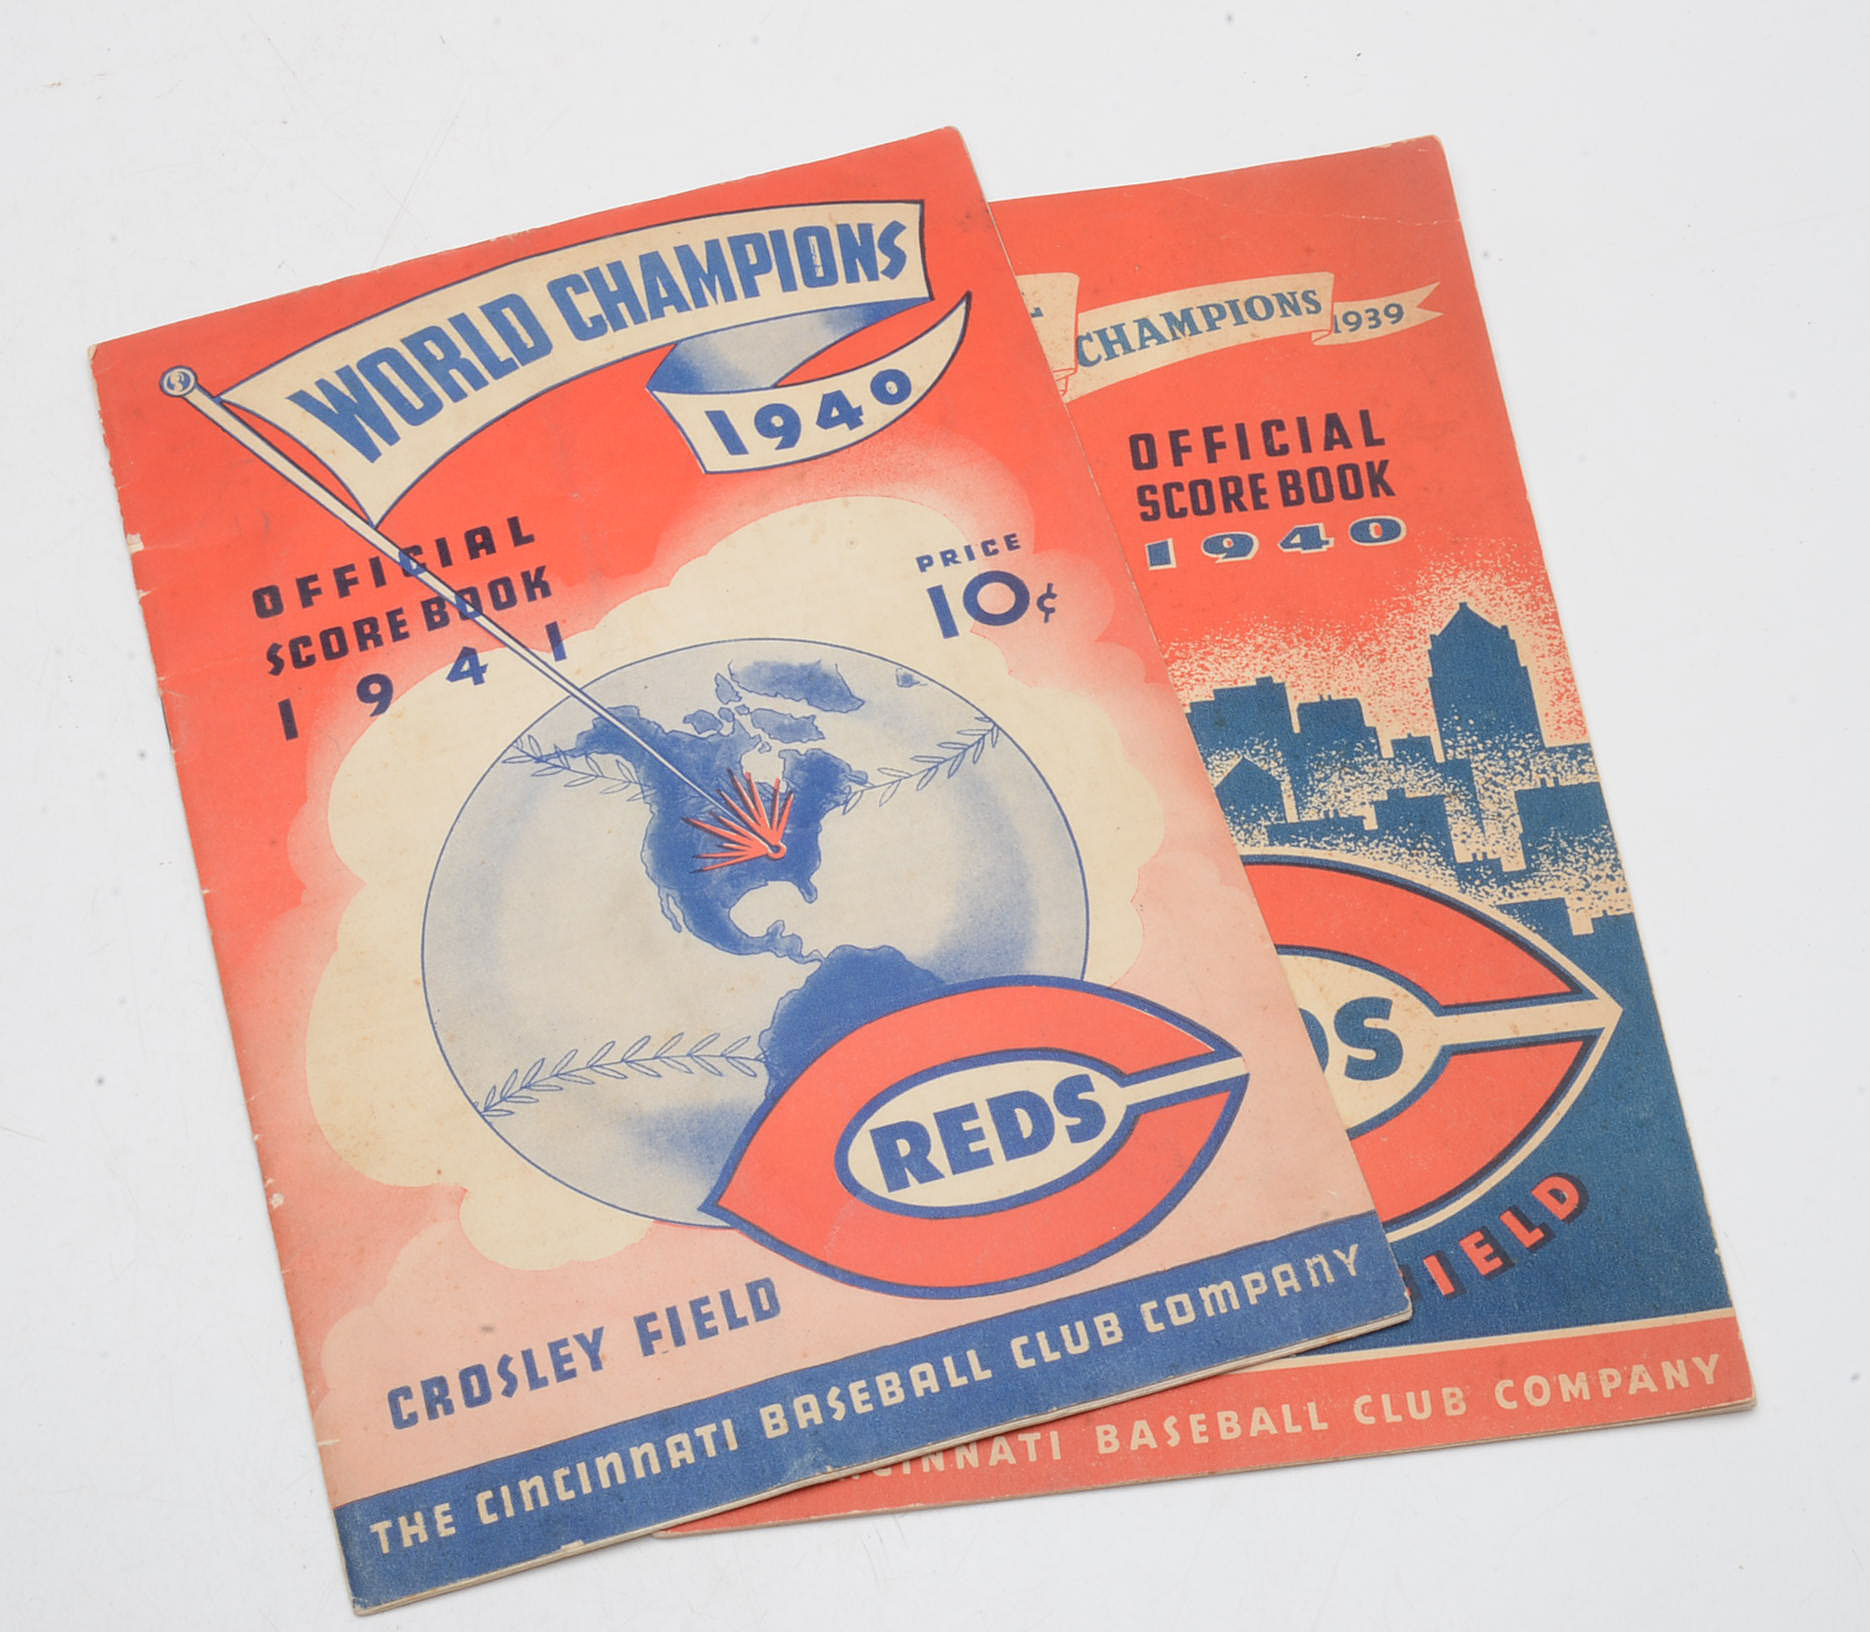 WORLD CHAMPIONS
1940
OFFICIAL
SCORE BOOK
1941
PRICE
10¢
REDS
CROSLEY FIELD
THE CINCINNATI BASEBALL CLUB COMPANY
CHAMPIONS 1939
OFFICIAL
SCORE BOOK
1940
DS
IELD
CINNATI BASEBALL CLUB COMPANY